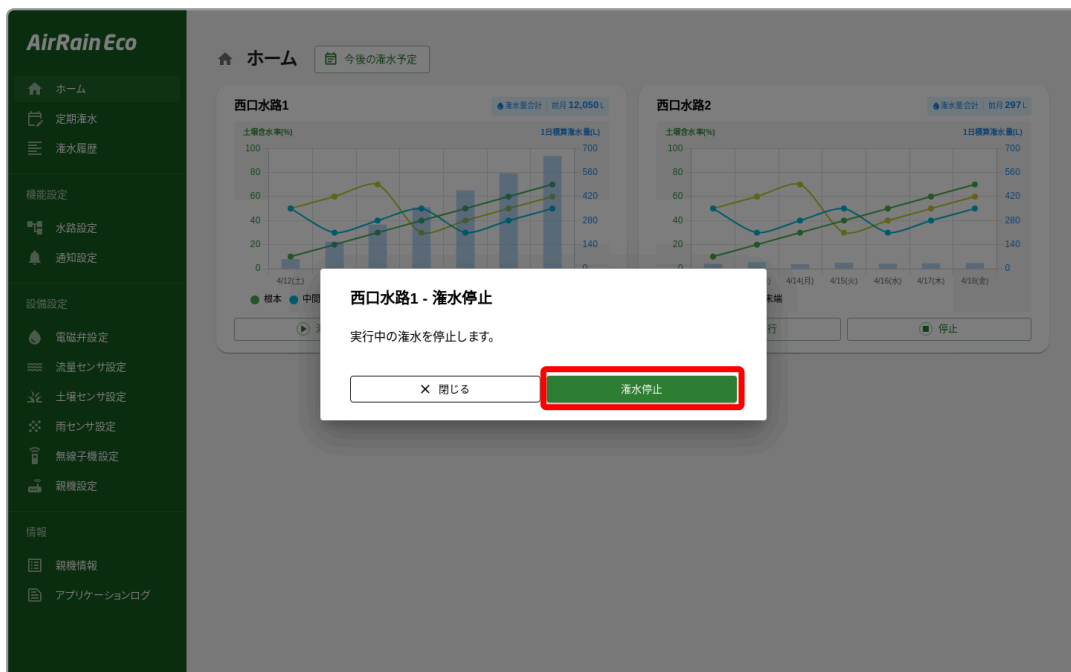 AirRain Eco
ホーム
定期潅水
潅水履歴
機能設定
水路設定
通知設定
設備設定
電磁弁設定
流量センサ設定
土壌センサ設定
雨センサ設定
無線子機設定
親機設定
情報
親機情報
アプリケーションログ
ホーム
今後の潅水予定
西口水路1
潅水量合計 前月 12,050 L
土壌含水率(%)
1日積算潅水量(L)
100
700
80
560
60
420
40
280
20
140
0
0
4/12(土)
根本
中間
西口水路2
潅水量合計 前月 297 L
土壌含水率(%)
1日積算潅水量(L)
100
700
80
560
60
420
40
280
20
140
0
0
4/14(月) 4/15(火) 4/16(水) 4/17(木) 4/18(金)
末端
行
停止
西口水路1 - 潅水停止
実行中の潅水を停止します。
閉じる
潅水停止